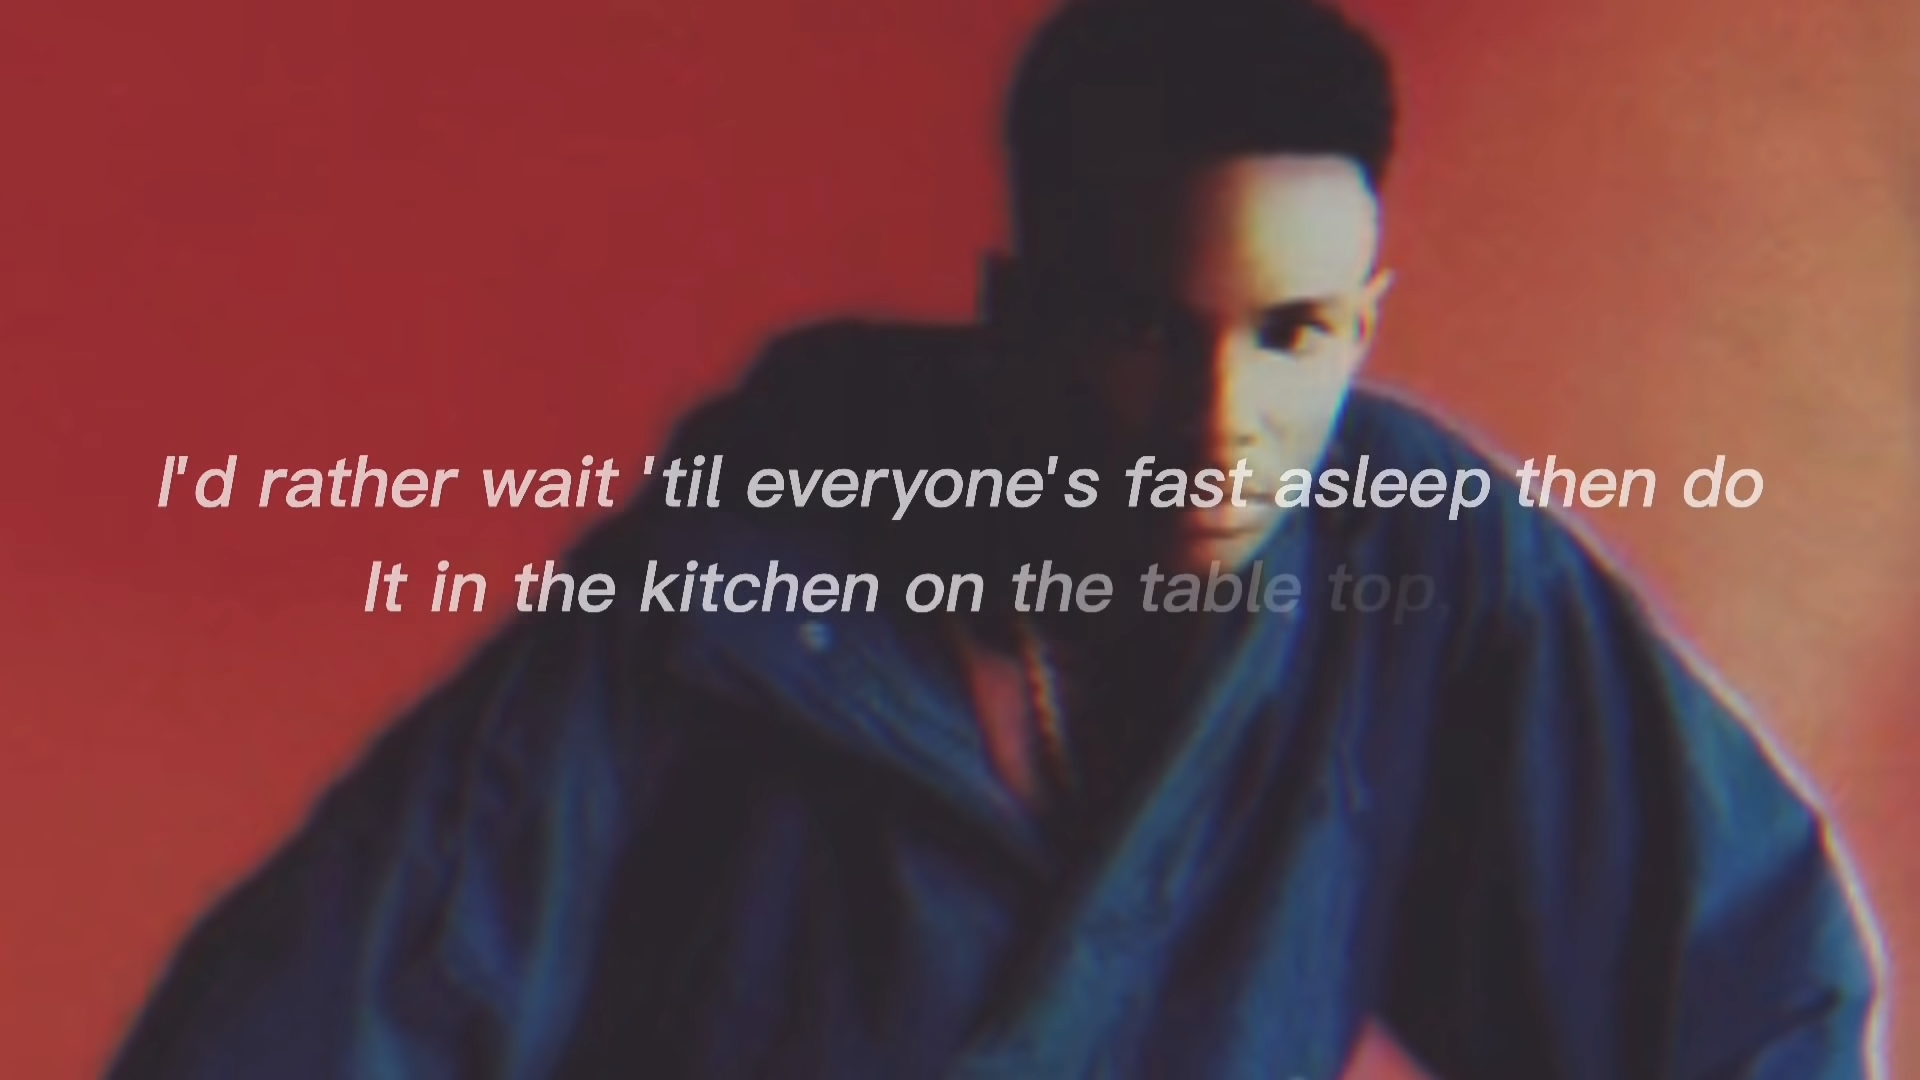 I'd rather wait 'til everyone's fast asleep then do
It in the kitchen on the table top,